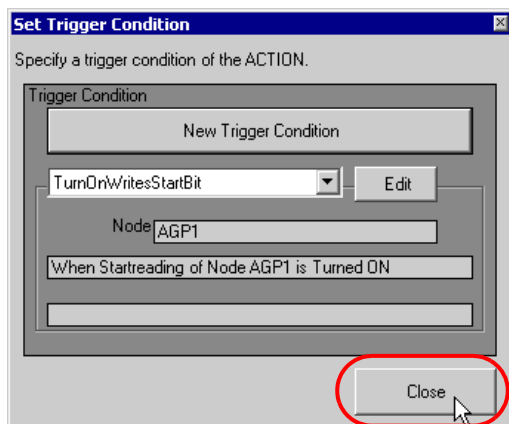 Set Trigger Condition
Specify a trigger condition of the ACTION.
Trigger Condition
New Trigger Condition
TurnOnWritesStartBit
Edit
Node AGP1
When Startreading of Node AGP1 is Turned ON
Close